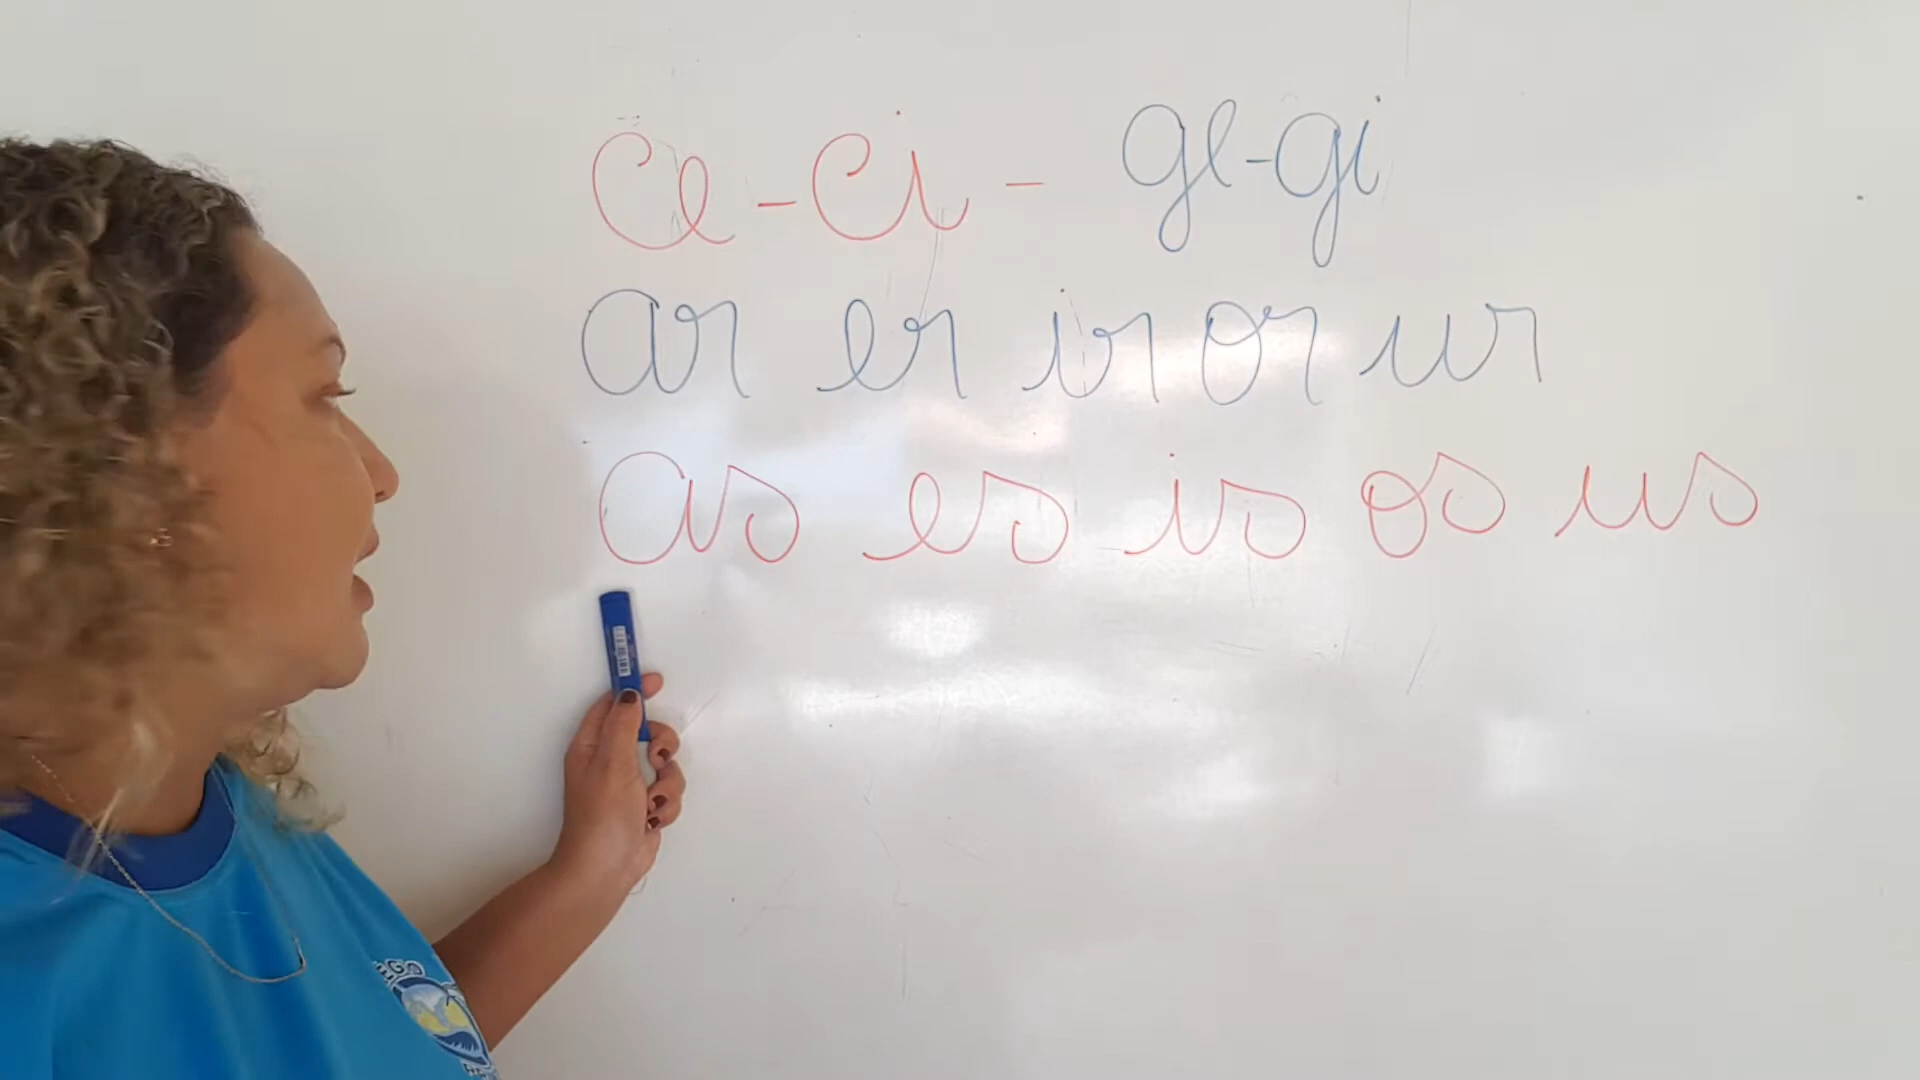 Ce - Ci - ge - gi
ar er ir or ur
as es is os us